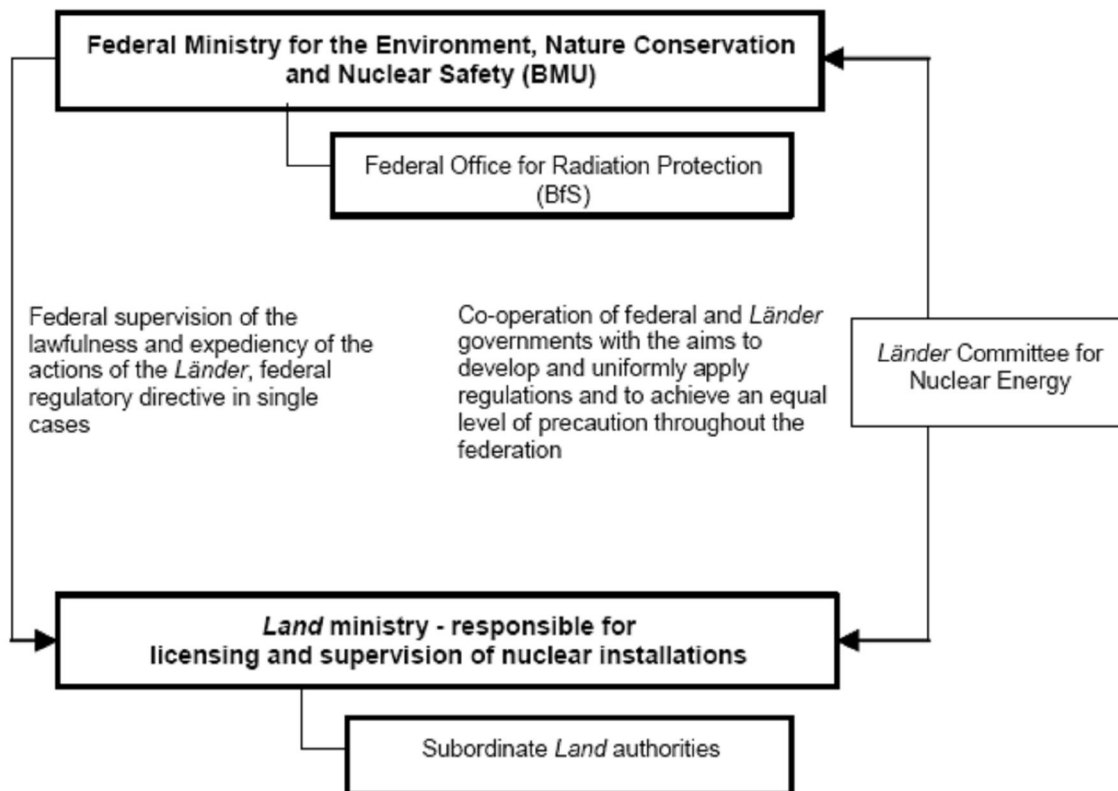 Federal Ministry for the Environment, Nature Conservation
and Nuclear Safety (BMU)
Federal Office for Radiation Protection
(BfS)
Federal supervision of the
lawfulness and expediency of the
actions of the Länder, federal
regulatory directive in single
cases
Co-operation of federal and Länder
governments with the aims to
develop and uniformly apply
regulations and to achieve an equal
level of precaution throughout the
federation
Länder Committee for
Nuclear Energy
Land ministry - responsible for
licensing and supervision of nuclear installations
Subordinate Land authorities